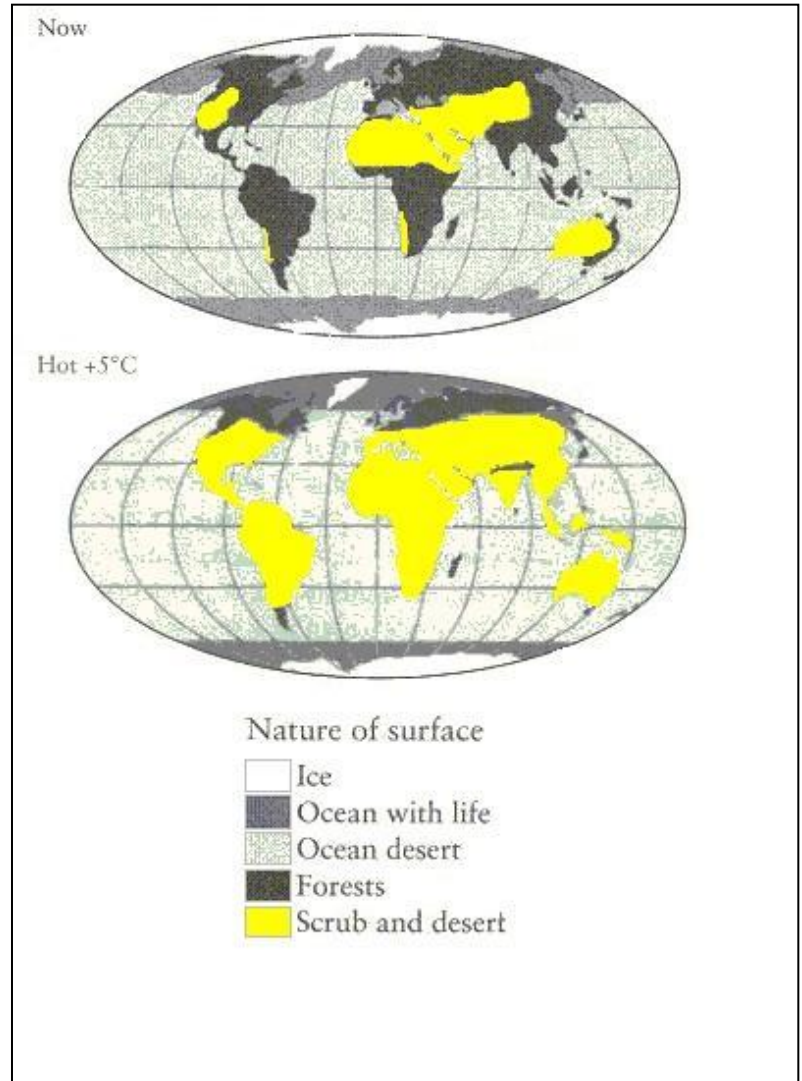 Now
Hot +5°C
Nature of surface
Ice
Ocean with life
Ocean desert
Forests
Scrub and desert